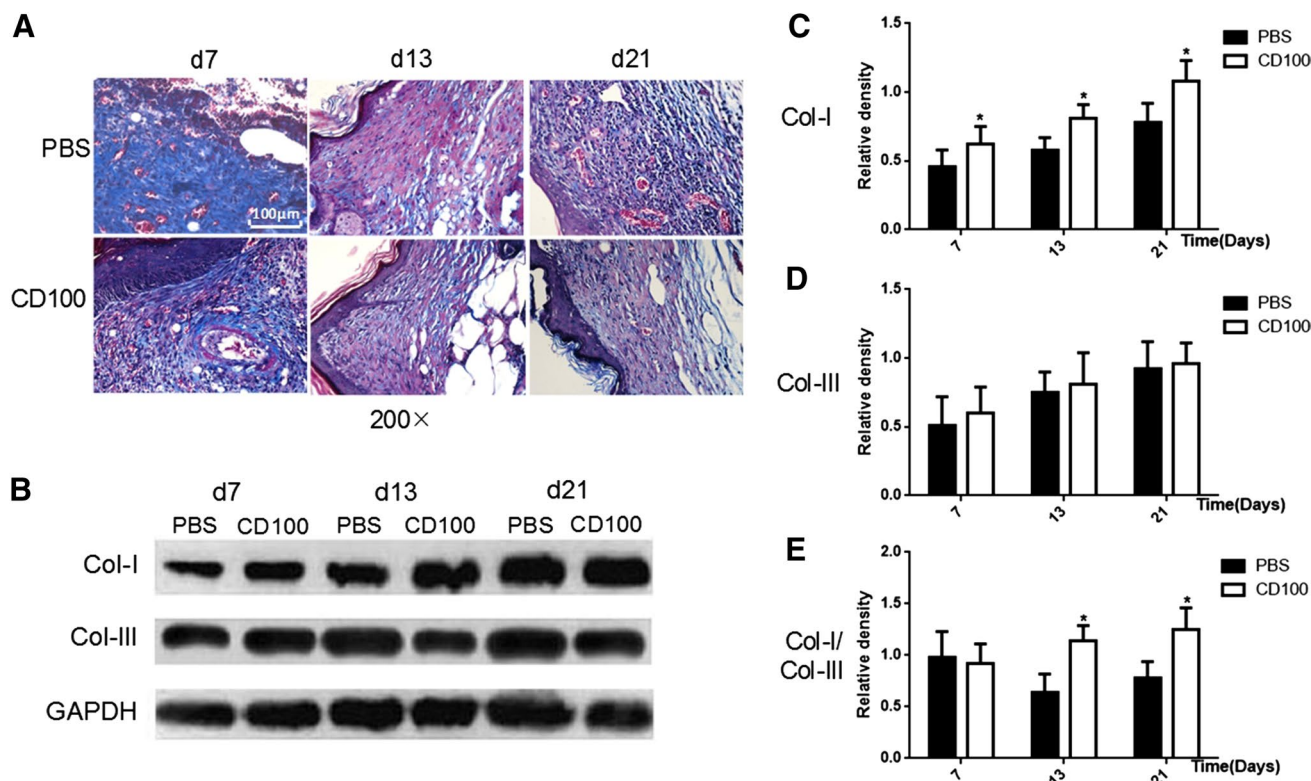 A
d7 d13 d21
PBS
100μm
CD100
200×
B
d7 d13 d21
PBS CD100 PBS CD100 PBS CD100
Col-I
Col-III
GAPDH
C
Col-I
Relative density
1.5
1.0
0.5
0.0
* * *
7 13 21
Time(Days)
PBS
CD100
D
Col-III
Relative density
1.5
1.0
0.5
0.0
7 13 21
Time(Days)
PBS
CD100
E
Col-I/
Col-III
Relative density
2.0
1.5
1.0
0.5
0.0
* *
7 13 21
Time(Days)
PBS
CD100